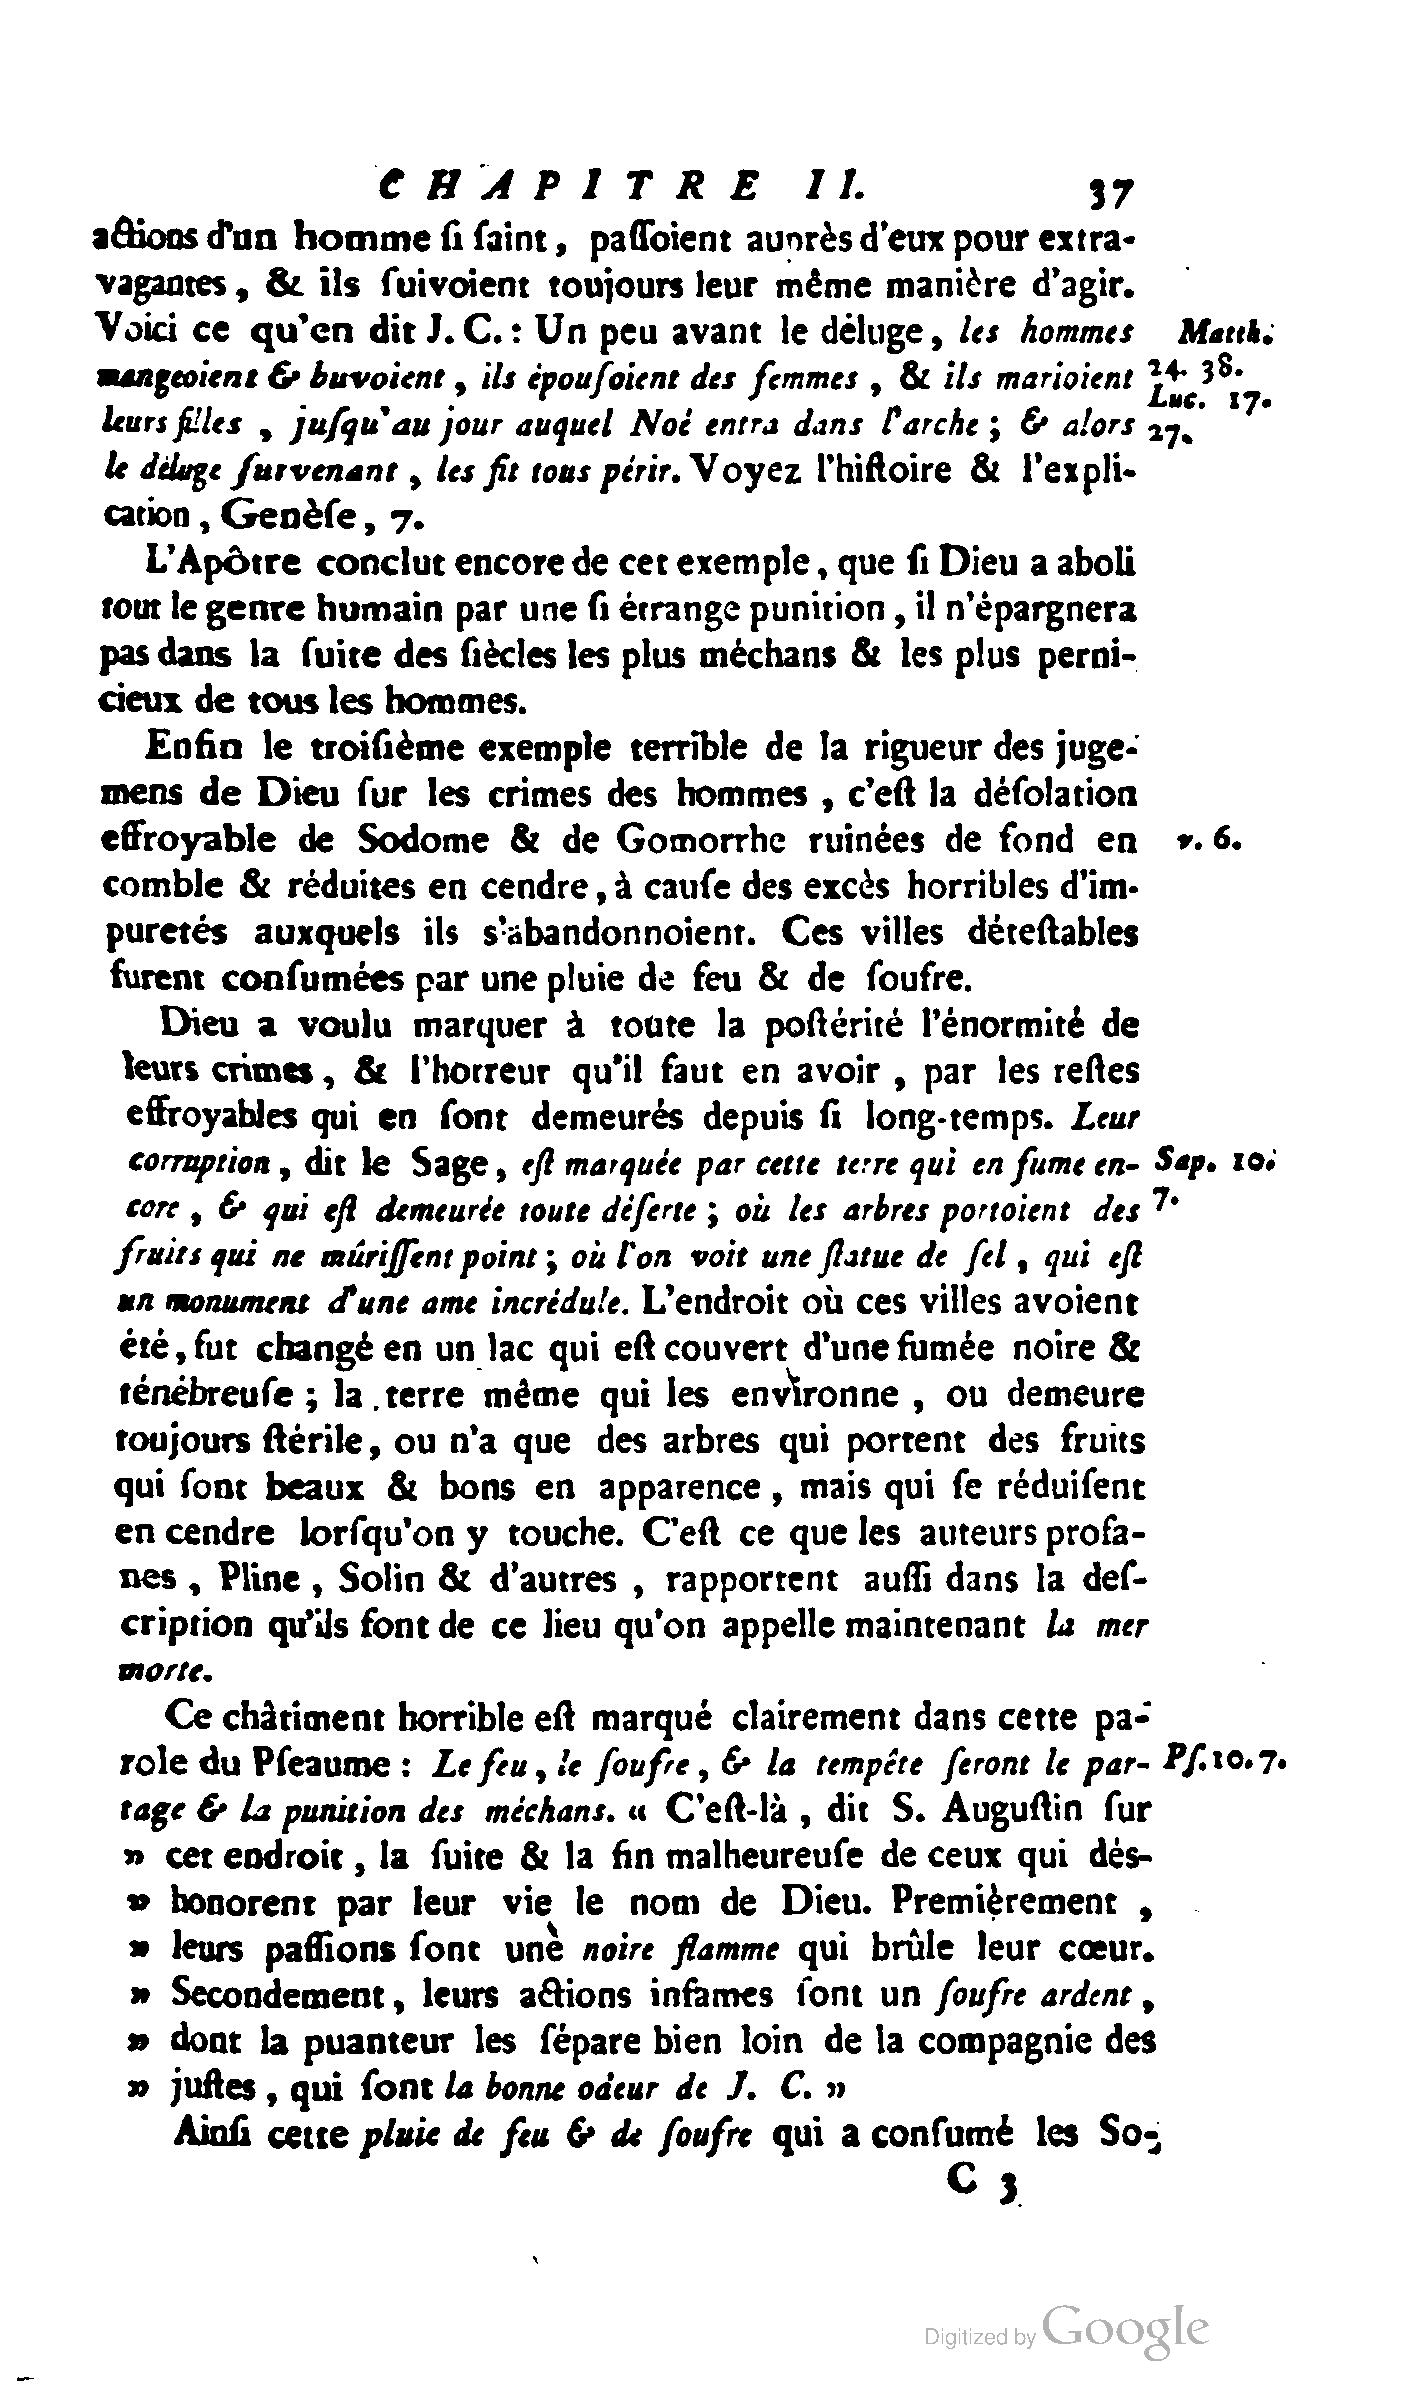 CHAPITRE II. 37
actions d'un homme ſi ſaint, paſſoient auprès d'eux pour extra-
vagantes, & ils ſuivoient toujours leur même manière d'agir.
Voici ce qu'en dit J. C. : Un peu avant le déluge, les hommes
Matth.
mangeoient & buvoient, ils épouſoient des femmes, & ils marioient
24. 38.
Luc. 17.
leurs filles, juſqu'au jour auquel Noé entra dans l'arche ; & alors
27.
le déluge ſurvenant, les fit tous périr. Voyez l'hiſtoire & l'expli-
cation, Genèſe, 7.
L'Apôtre conclut encore de cet exemple, que ſi Dieu a aboli
tout le genre humain par une ſi étrange punition, il n'épargnera
pas dans la ſuite des ſiècles les plus méchans & les plus perni-
cieux de tous les hommes.
Enfin le troiſième exemple terrible de la rigueur des juge-
mens de Dieu ſur les crimes des hommes, c'eſt la déſolation
effroyable de Sodome & de Gomorrhe ruinées de fond en
v. 6.
comble & réduites en cendre, à cauſe des excès horribles d'im-
puretés auxquels ils s'abandonnoient. Ces villes déteſtables
furent conſumées par une pluie de feu & de ſoufre.
Dieu a voulu marquer à toute la poſtérité l'énormité de
leurs crimes, & l'horreur qu'il faut en avoir, par les reſtes
effroyables qui en ſont demeurés depuis ſi long-temps. Leur
corruption, dit le Sage, eſt marquée par cette terre qui en fume en-
Sap. 10.
core, & qui eſt demeurée toute déſerte ; où les arbres portoient des
7.
fruits qui ne mûriſſent point ; où l'on voit une ſtatue de ſel, qui eſt
un monument d'une ame incrédule. L'endroit où ces villes avoient
été, fut changé en un lac qui eſt couvert d'une fumée noire &
ténébreuſe ; la terre même qui les environne, ou demeure
toujours ſtérile, ou n'a que des arbres qui portent des fruits
qui ſont beaux & bons en apparence, mais qui ſe réduiſent
en cendre lorſqu'on y touche. C'eſt ce que les auteurs profa-
nes, Pline, Solin & d'autres, rapportent auſſi dans la deſ-
cription qu'ils font de ce lieu qu'on appelle maintenant la mer
morte.
Ce châtiment horrible eſt marqué clairement dans cette pa-
role du Pſeaume : Le feu, le ſoufre, & la tempête ſeront le par-
Pſ. 10. 7.
tage & la punition des méchans. « C'eſt-là, dit S. Auguſtin ſur
» cet endroit, la ſuite & la fin malheureuſe de ceux qui dés-
» honorent par leur vie le nom de Dieu. Premièrement,
» leurs paſſions ſont une noire flamme qui brûle leur cœur.
» Secondement, leurs actions infames ſont un ſoufre ardent,
» dont la puanteur les ſépare bien loin de la compagnie des
» juſtes, qui ſont la bonne odeur de J. C. »
Ainſi cette pluie de feu & de ſoufre qui a conſumé les So-
C 3
Digitized by Google